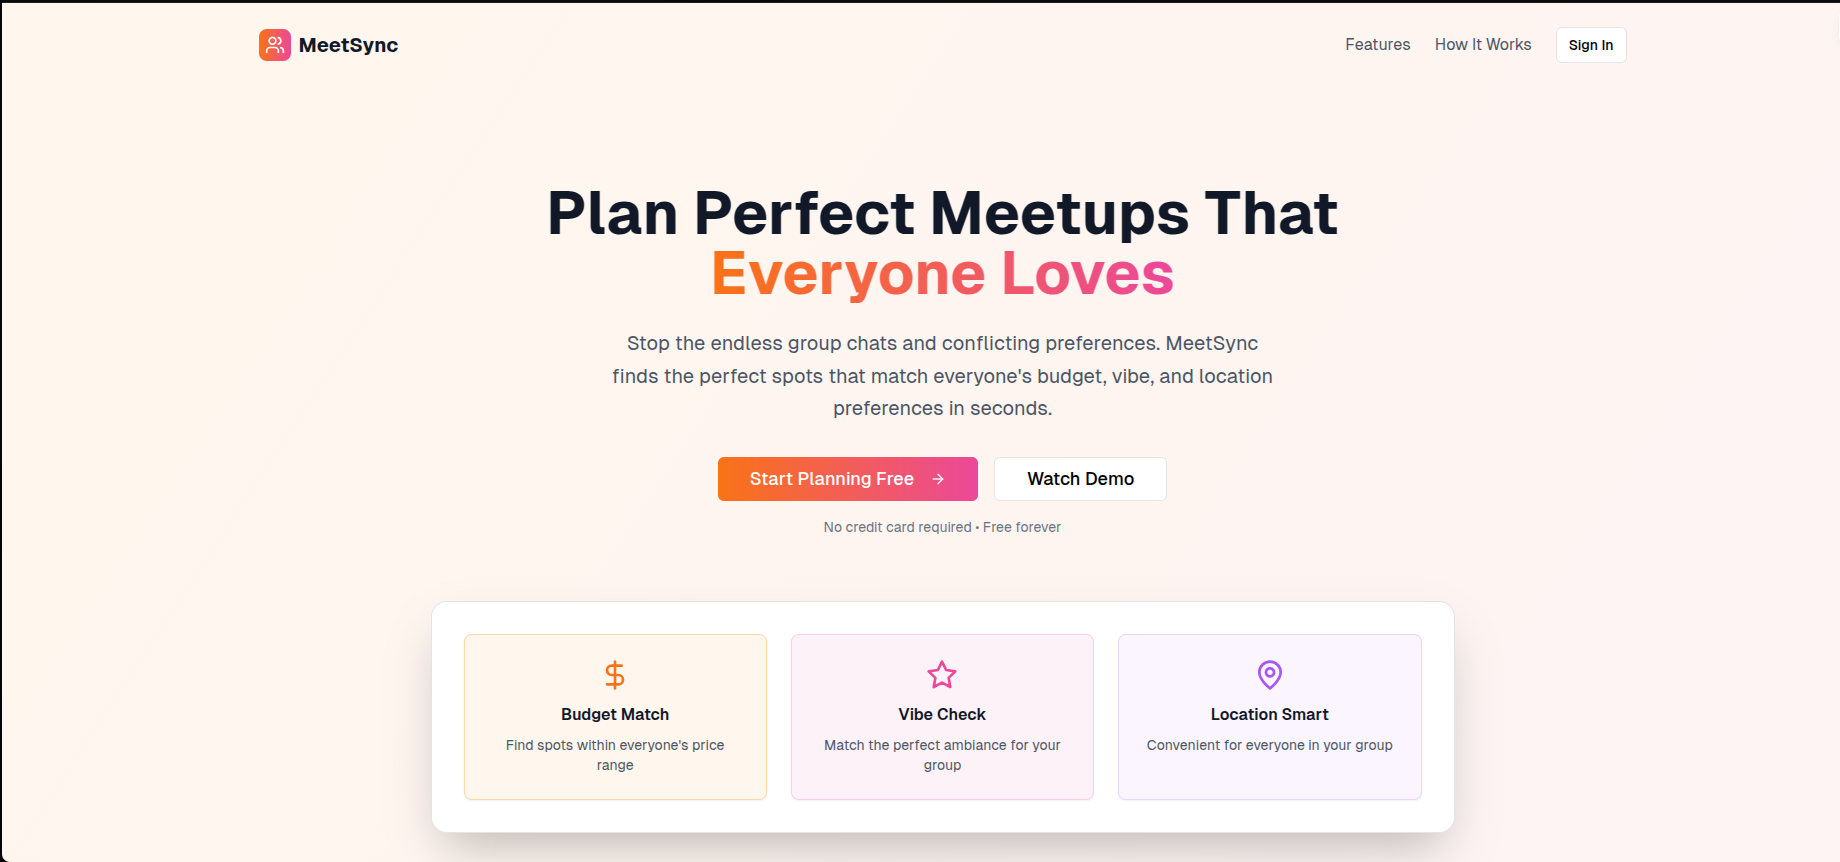 MeetSync
Features
How It Works
Sign In
Plan Perfect Meetups That
Everyone Loves
Stop the endless group chats and conflicting preferences. MeetSync
finds the perfect spots that match everyone's budget, vibe, and location
preferences in seconds.
Start Planning Free →
Watch Demo
No credit card required • Free forever
Budget Match
Find spots within everyone's price
range
Vibe Check
Match the perfect ambiance for your
group
Location Smart
Convenient for everyone in your group